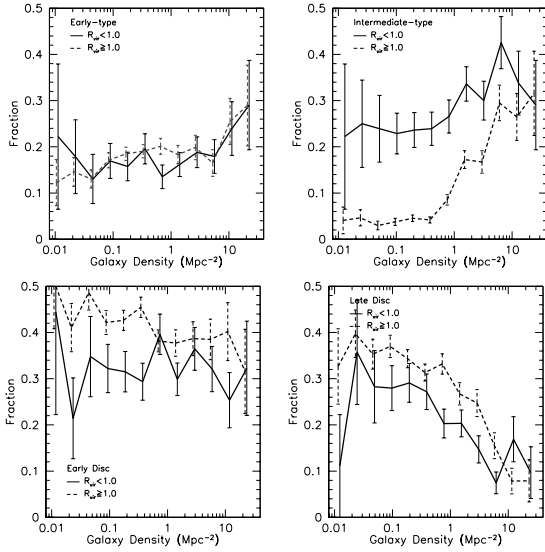 0.4
Early-type
R_vir<1.0
R_vir≧1.0
0.3
Fraction
0.2
0.1
0
0.01 0.1 1 10
Galaxy Density (Mpc⁻²)
0.4
Intermediate-type
R_vir<1.0
R_vir≧1.0
0.3
Fraction
0.2
0.1
0
0.01 0.1 1 10
Galaxy Density (Mpc⁻²)
0.5
0.4
0.3
Fraction
0.2
0.1
Early Disc
R_vir<1.0
R_vir≧1.0
0
0.01 0.1 1 10
Galaxy Density (Mpc⁻²)
0.5
Late Disc
R_vir<1.0
R_vir≧1.0
0.4
0.3
Fraction
0.2
0.1
0
0.01 0.1 1 10
Galaxy Density (Mpc⁻²)